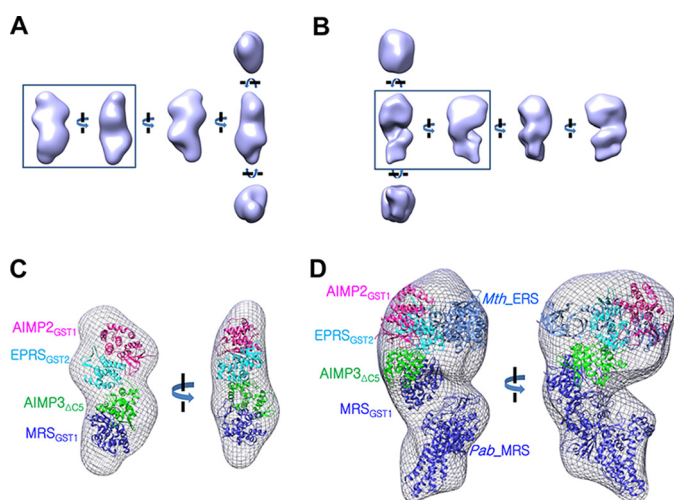 A
B
C
D
AIMP2GST1
EPRSGST2
AIMP3ΔC5
MRSGST1
AIMP2GST1
EPRSGST2
AIMP3ΔC5
MRSGST1
Mth_ERS
Pab_MRS